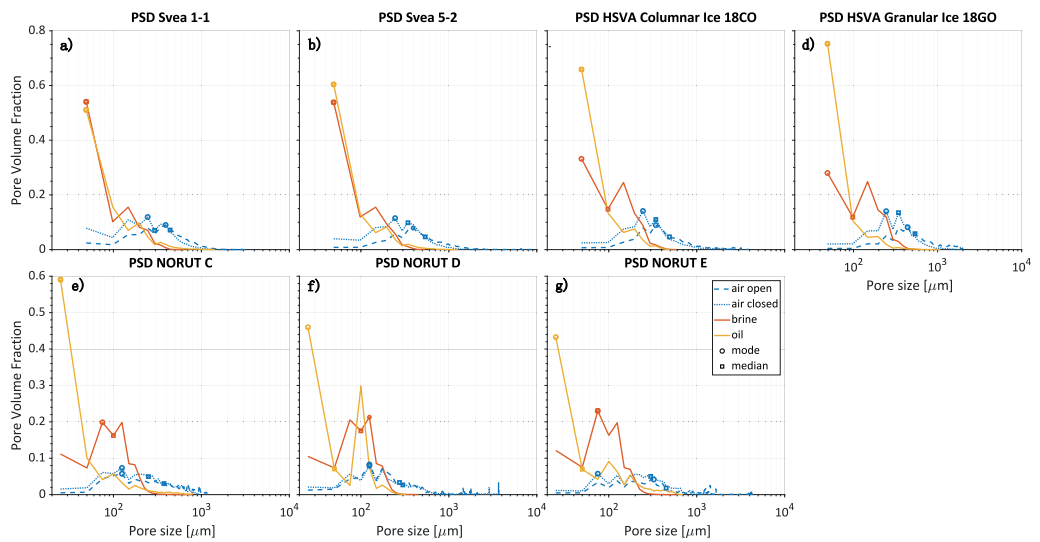 PSD Svea 1-1
PSD Svea 5-2
PSD HSVA Columnar Ice 18CO
PSD HSVA Granular Ice 18GO
a)
b)
d)
0.8
0.6
0.4
0.2
0
Pore Volume Fraction
10² 10³ 10⁴
Pore size [μm]
PSD NORUT C
PSD NORUT D
PSD NORUT E
e)
f)
g)
0.6
0.5
0.4
0.3
0.2
0.1
0
Pore Volume Fraction
air open
air closed
brine
oil
mode
median
10² 10³ 10⁴
10² 10³ 10⁴
10² 10³ 10⁴
Pore size [μm]
Pore size [μm]
Pore size [μm]